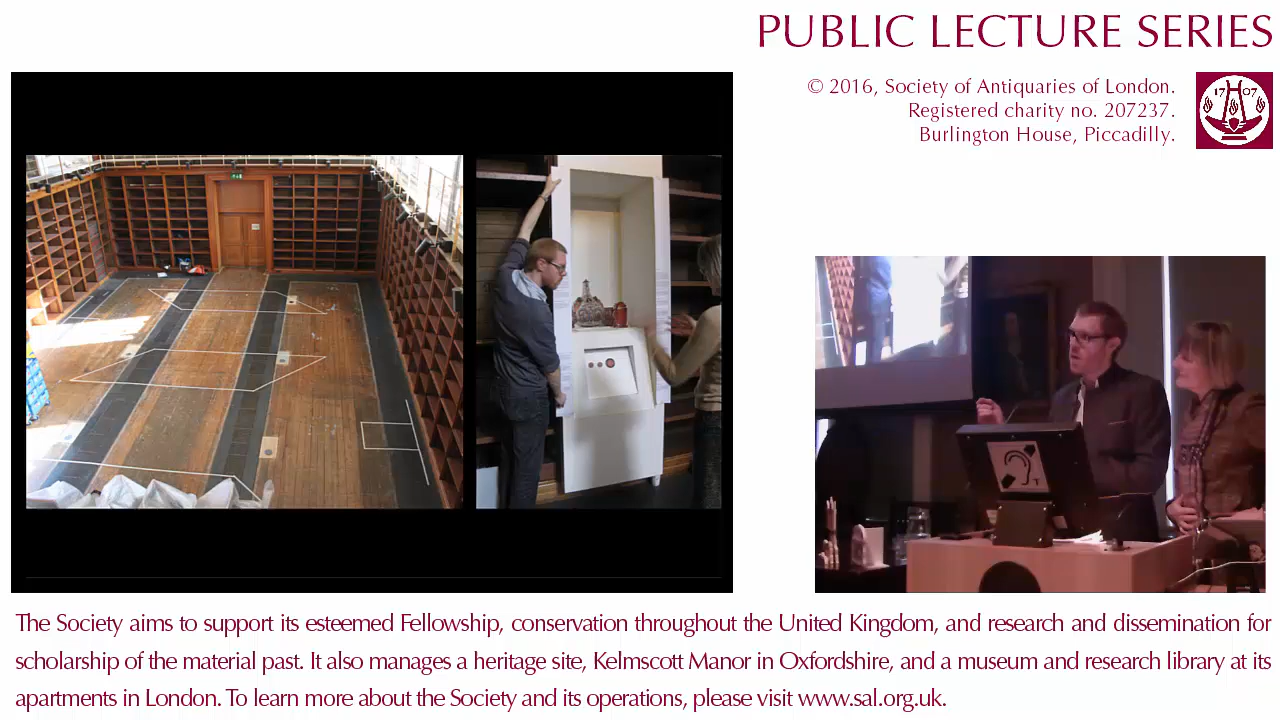 PUBLIC LECTURE SERIES
© 2016, Society of Antiquaries of London.
Registered charity no. 207237.
Burlington House, Piccadilly.
17 07
The Society aims to support its esteemed Fellowship, conservation throughout the United Kingdom, and research and dissemination for
scholarship of the material past. It also manages a heritage site, Kelmscott Manor in Oxfordshire, and a museum and research library at its
apartments in London. To learn more about the Society and its operations, please visit www.sal.org.uk.
T